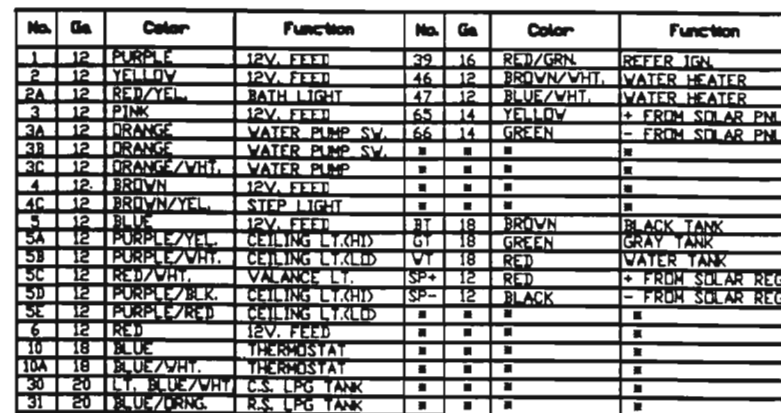 No. Ga Color Function No. Ga Color Function
1 12 PURPLE 12V. FEED 39 16 RED/GRN. REFER IGN.
2 12 YELLOW 12V. FEED 46 12 BROWN/WHT. WATER HEATER
2A 12 RED/YEL. BATH LIGHT 47 12 BLUE/WHT. WATER HEATER
3 12 PINK 12V. FEED 65 14 YELLOW + FROM SOLAR PNL
3A 12 ORANGE WATER PUMP SW. 66 14 GREEN - FROM SOLAR PNL
3B 12 ORANGE WATER PUMP SW.
3C 12 ORANGE/WHT. WATER PUMP
4 12 BROWN 12V. FEED
4C 12 BROWN/YEL. STEP LIGHT
5 12 BLUE 12V. FEED BT 18 BROWN BLACK TANK
5A 12 PURPLE/YEL. CEILING LT.(HI) GT 18 GREEN GRAY TANK
5B 12 PURPLE/WHT. CEILING LT.(LO) WT 18 RED WATER TANK
5C 12 RED/WHT. VALANCE LT. SP+ 12 RED + FROM SOLAR REG
5D 12 PURPLE/BLK. CEILING LT.(HI) SP- 12 BLACK - FROM SOLAR REG
5E 12 PURPLE/RED CEILING LT.(LO)
6 12 RED 12V. FEED
10 18 BLUE THERMOSTAT
10A 18 BLUE/WHT. THERMOSTAT
30 20 LT. BLUE/WHT C.S. LPG TANK
31 20 BLUE/ORNG. R.S. LPG TANK